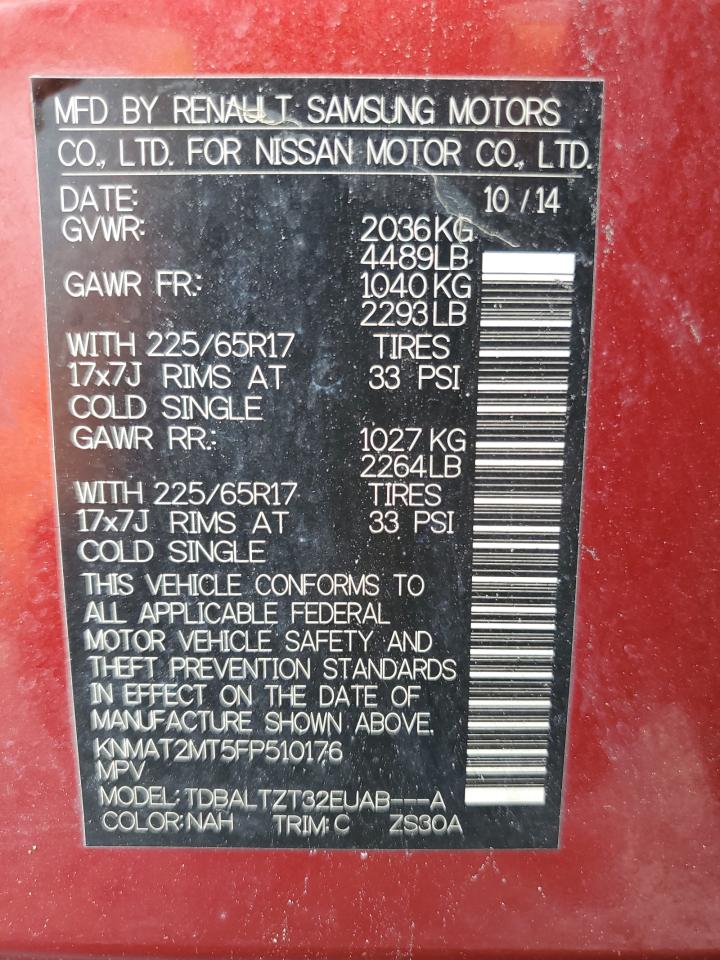 MFD BY RENAULT SAMSUNG MOTORS
CO., LTD. FOR NISSAN MOTOR CO., LTD.
DATE: 10 / 14
GVWR: 2036 KG
4489 LB
GAWR FR.: 1040 KG
2293 LB
WITH 225/65R17 TIRES
17x7J RIMS AT 33 PSI
COLD SINGLE
GAWR RR.: 1027 KG
2264 LB
WITH 225/65R17 TIRES
17x7J RIMS AT 33 PSI
COLD SINGLE
THIS VEHICLE CONFORMS TO
ALL APPLICABLE FEDERAL
MOTOR VEHICLE SAFETY AND
THEFT PREVENTION STANDARDS
IN EFFECT ON THE DATE OF
MANUFACTURE SHOWN ABOVE.
KNMAT2MT5FP510176
MPV
MODEL: TDBALTZT32EUAB---A
COLOR: NAH TRIM: C ZS30A